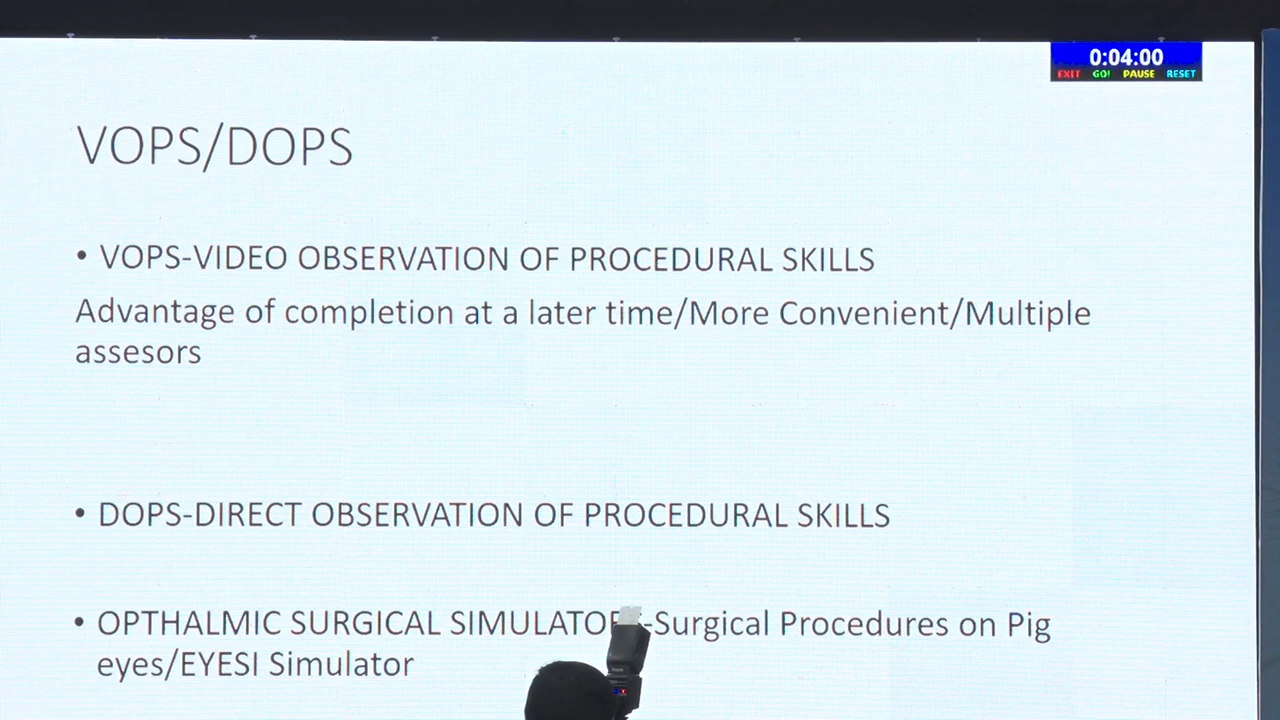 0:04:00
EXIT GO! PAUSE RESET
VOPS/DOPS
• VOPS-VIDEO OBSERVATION OF PROCEDURAL SKILLS
Advantage of completion at a later time/More Convenient/Multiple
assesors
• DOPS-DIRECT OBSERVATION OF PROCEDURAL SKILLS
• OPTHALMIC SURGICAL -Surgical Procedures on Pig
eyes/EYESI Simulator